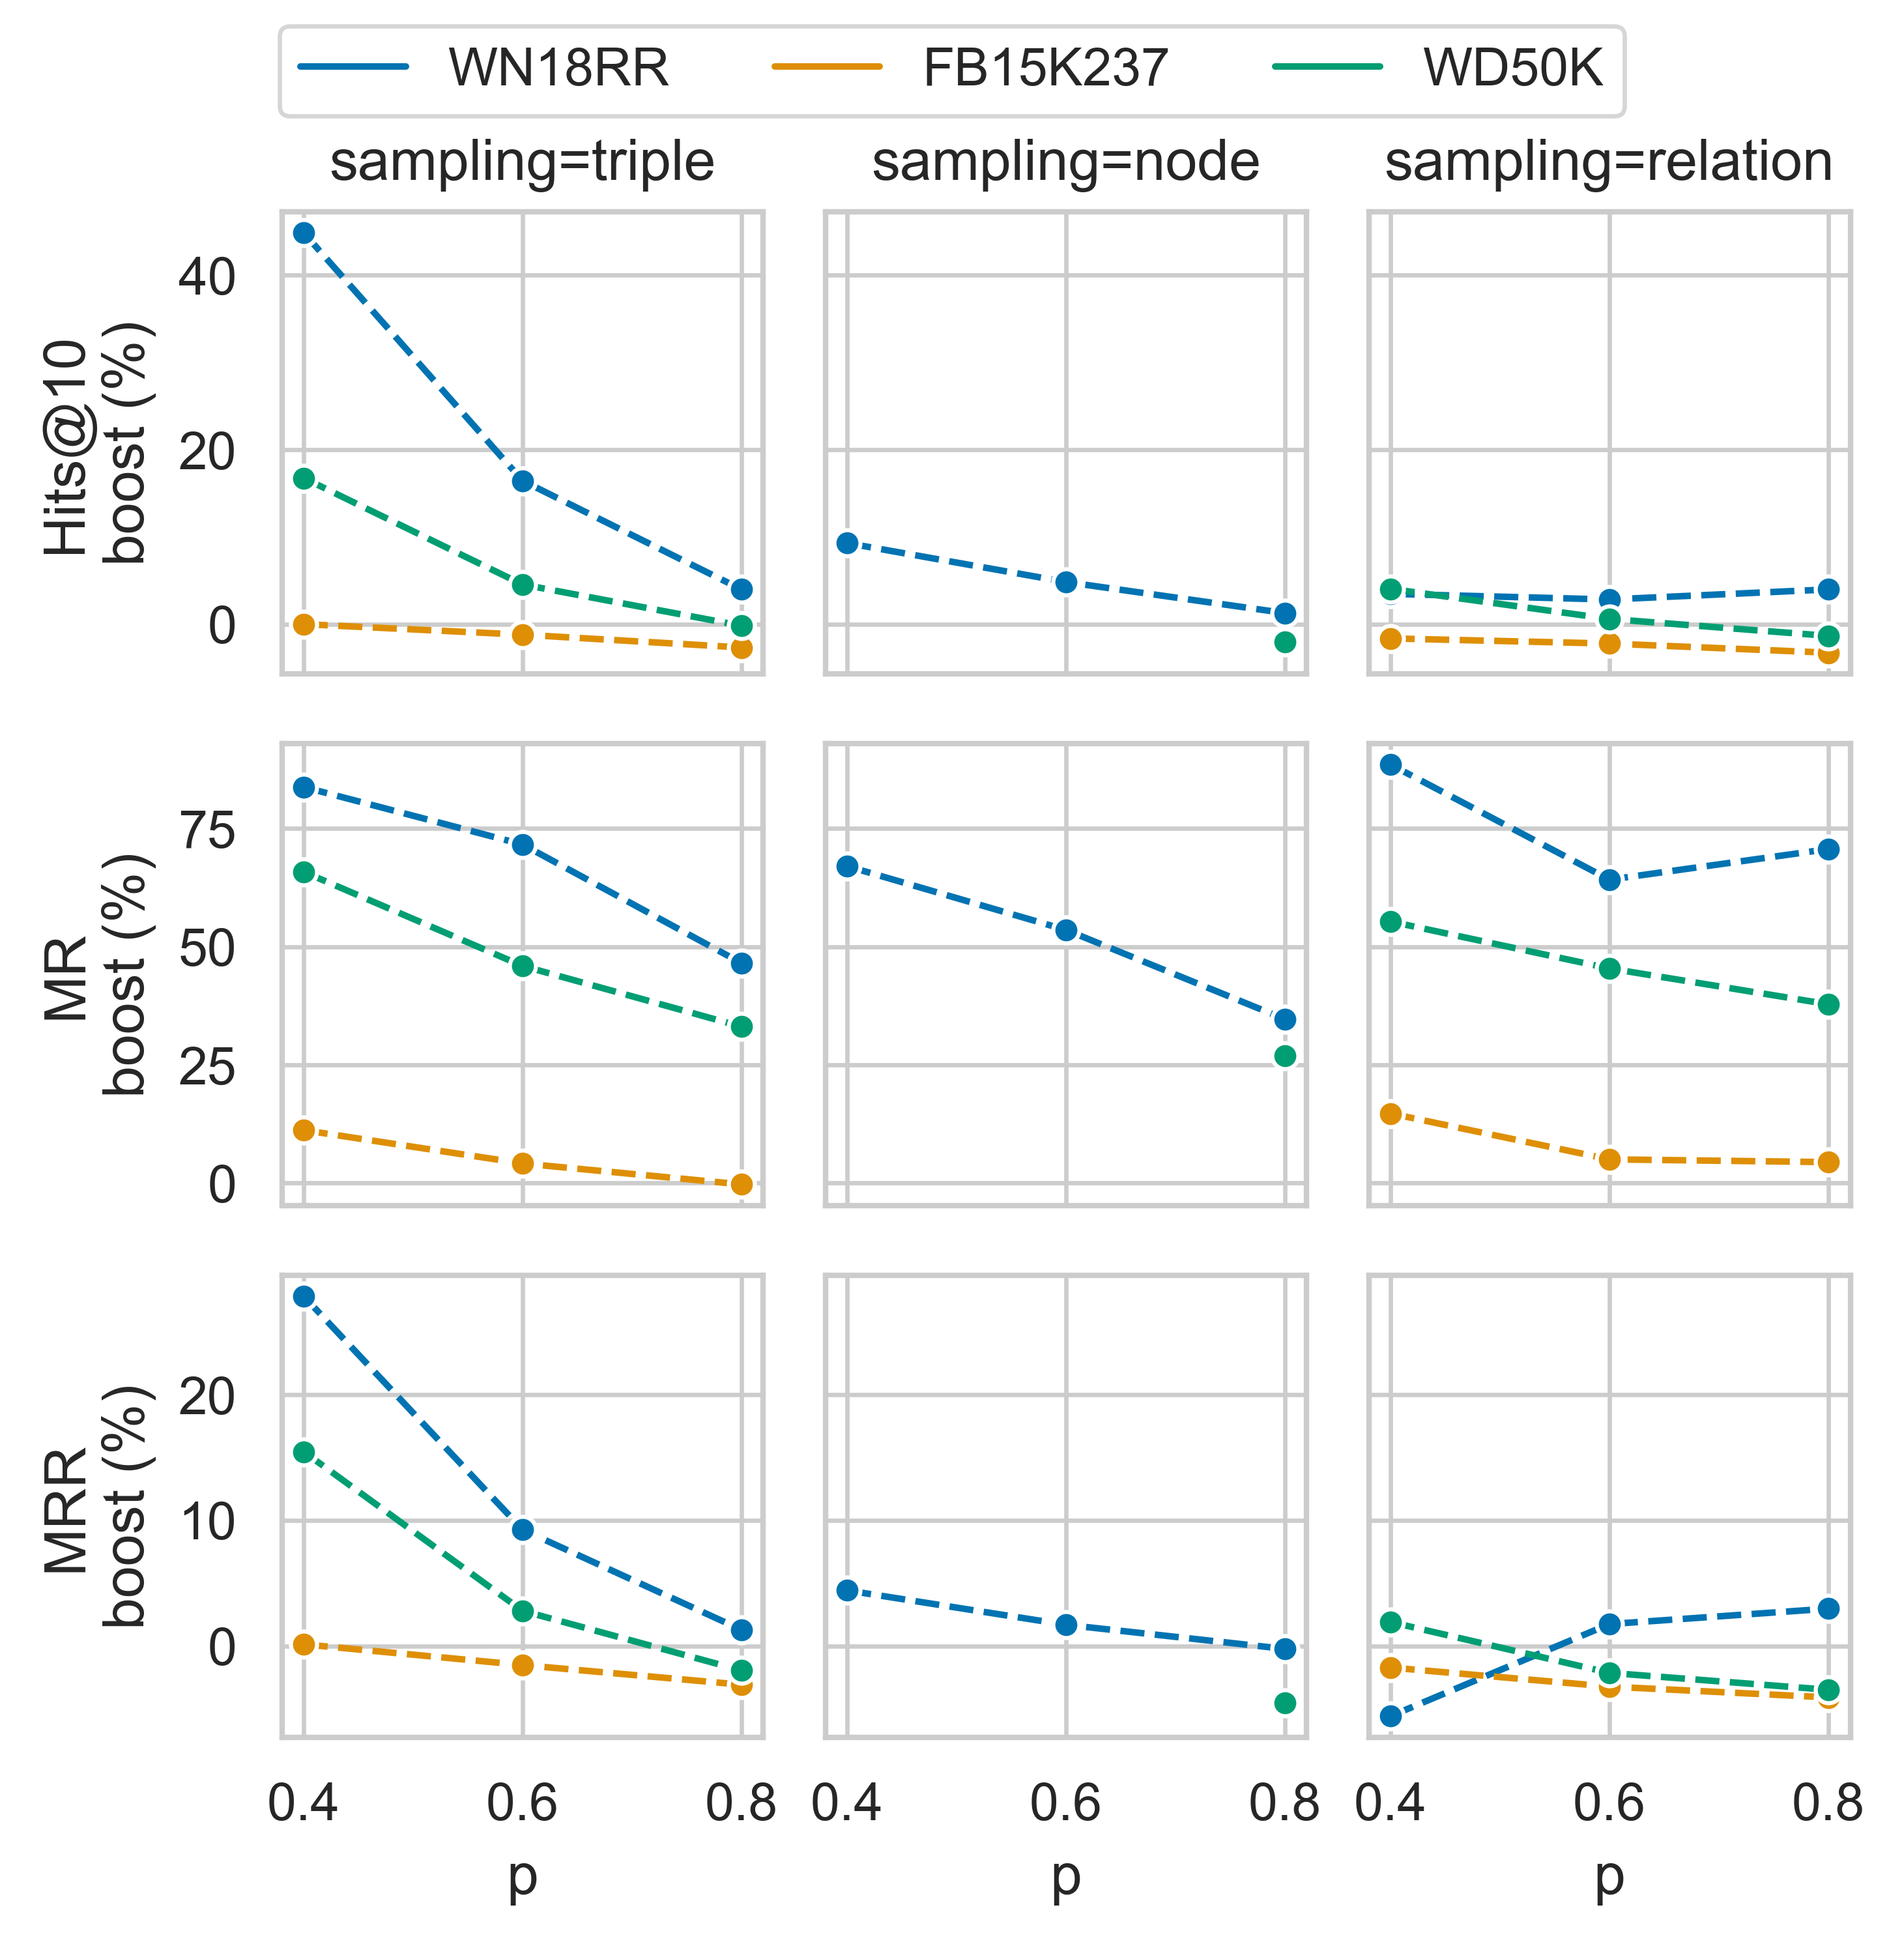 WN18RR FB15K237 WD50K
sampling=triple sampling=node sampling=relation
Hits@10
boost (%)
40
20
0
MR
boost (%)
75
50
25
0
MRR
boost (%)
20
10
0
0.4 0.6 0.8 0.4 0.6 0.8 0.4 0.6 0.8
p p p